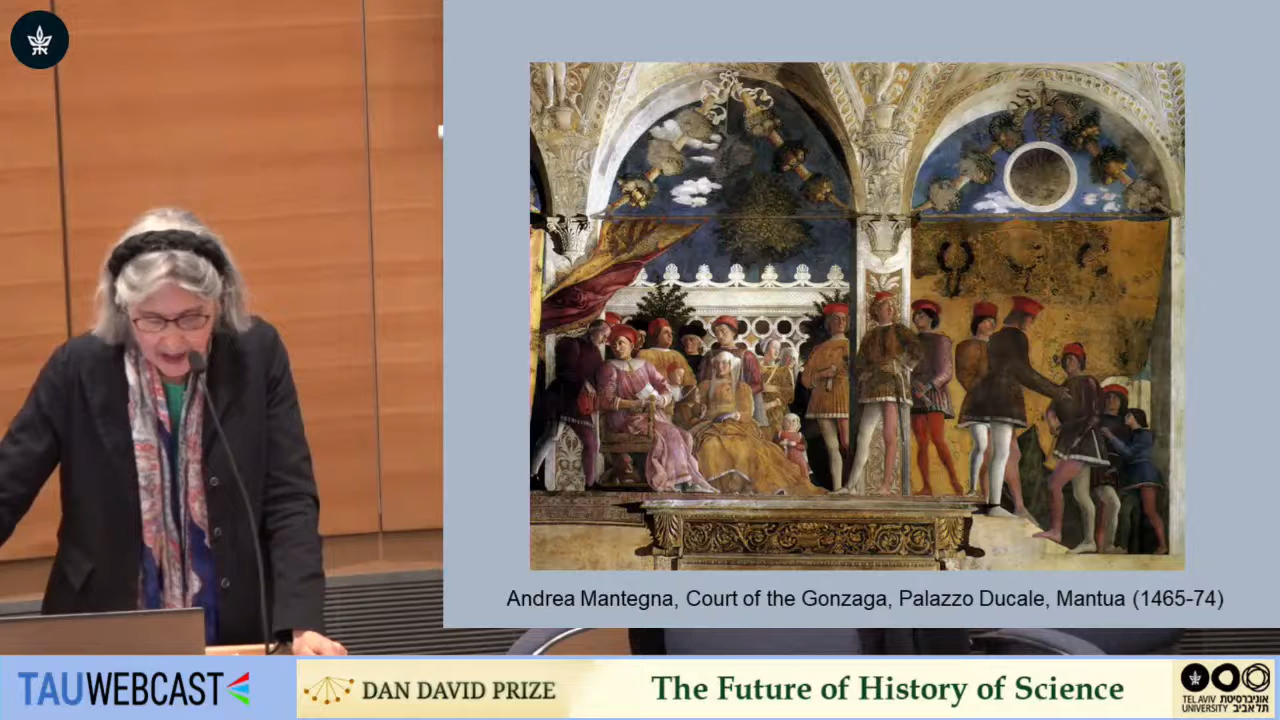 Andrea Mantegna, Court of the Gonzaga, Palazzo Ducale, Mantua (1465-74)
TAUWEBCAST
DAN DAVID PRIZE
The Future of History of Science
TEL AVIV אוניברסיטת
UNIVERSITY תל אביב